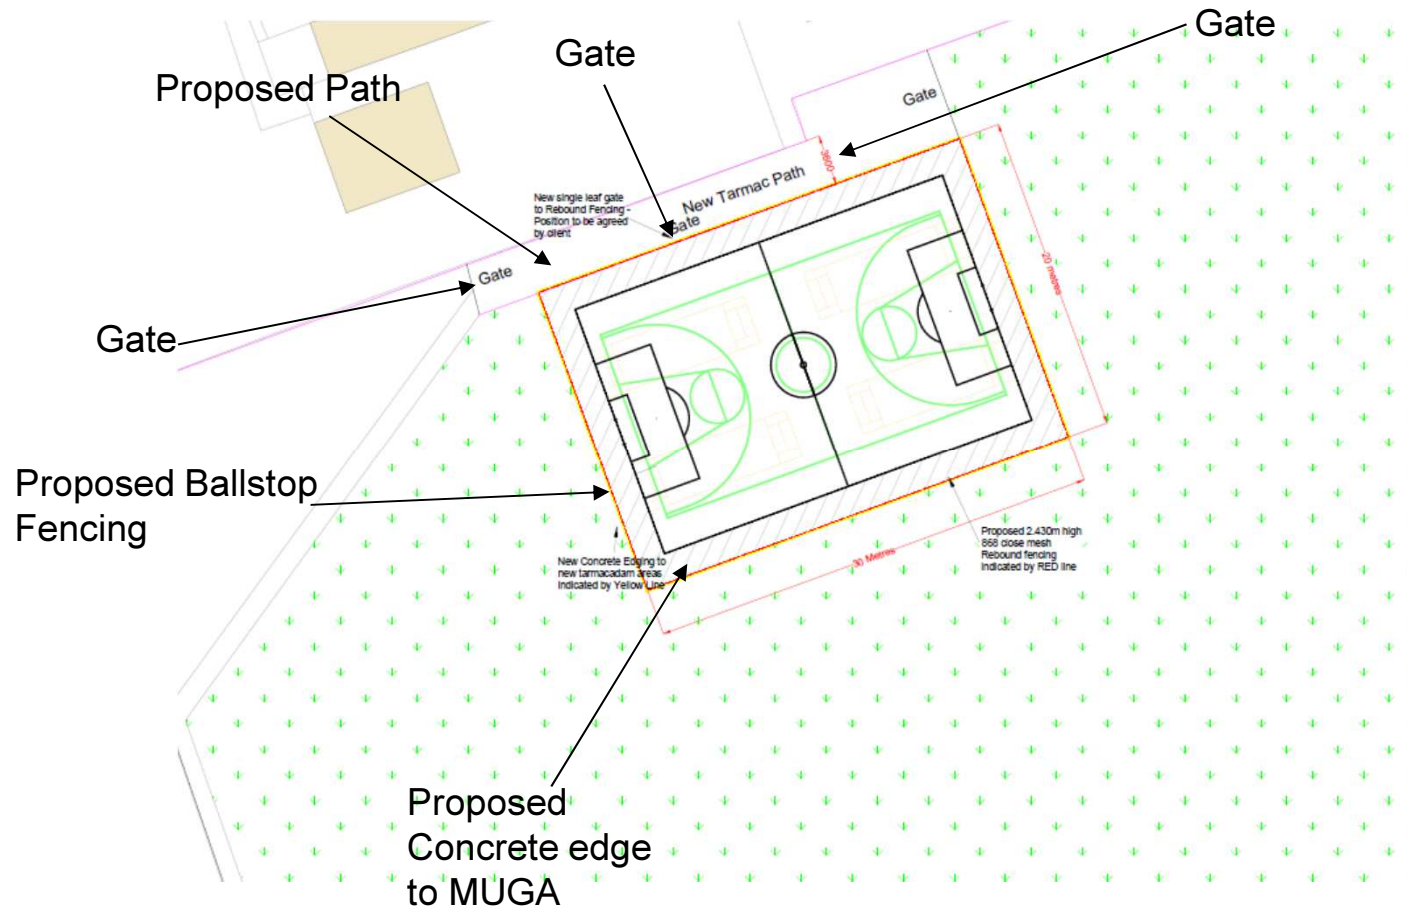 Gate
Gate
Proposed Path
Gate
3600
New Tarmac Path
New single leaf gate
to Rebound Fencing -
Position to be agreed
by client
Gate
Gate
20 metres
Gate
Proposed Ballstop
Fencing
Proposed 2.430m high
868 close mesh
Rebound fencing
Indicated by RED line
30 Metres
New Concrete Edging to
new tarmacadam areas
Indicated by Yellow Line
Proposed
Concrete edge
to MUGA